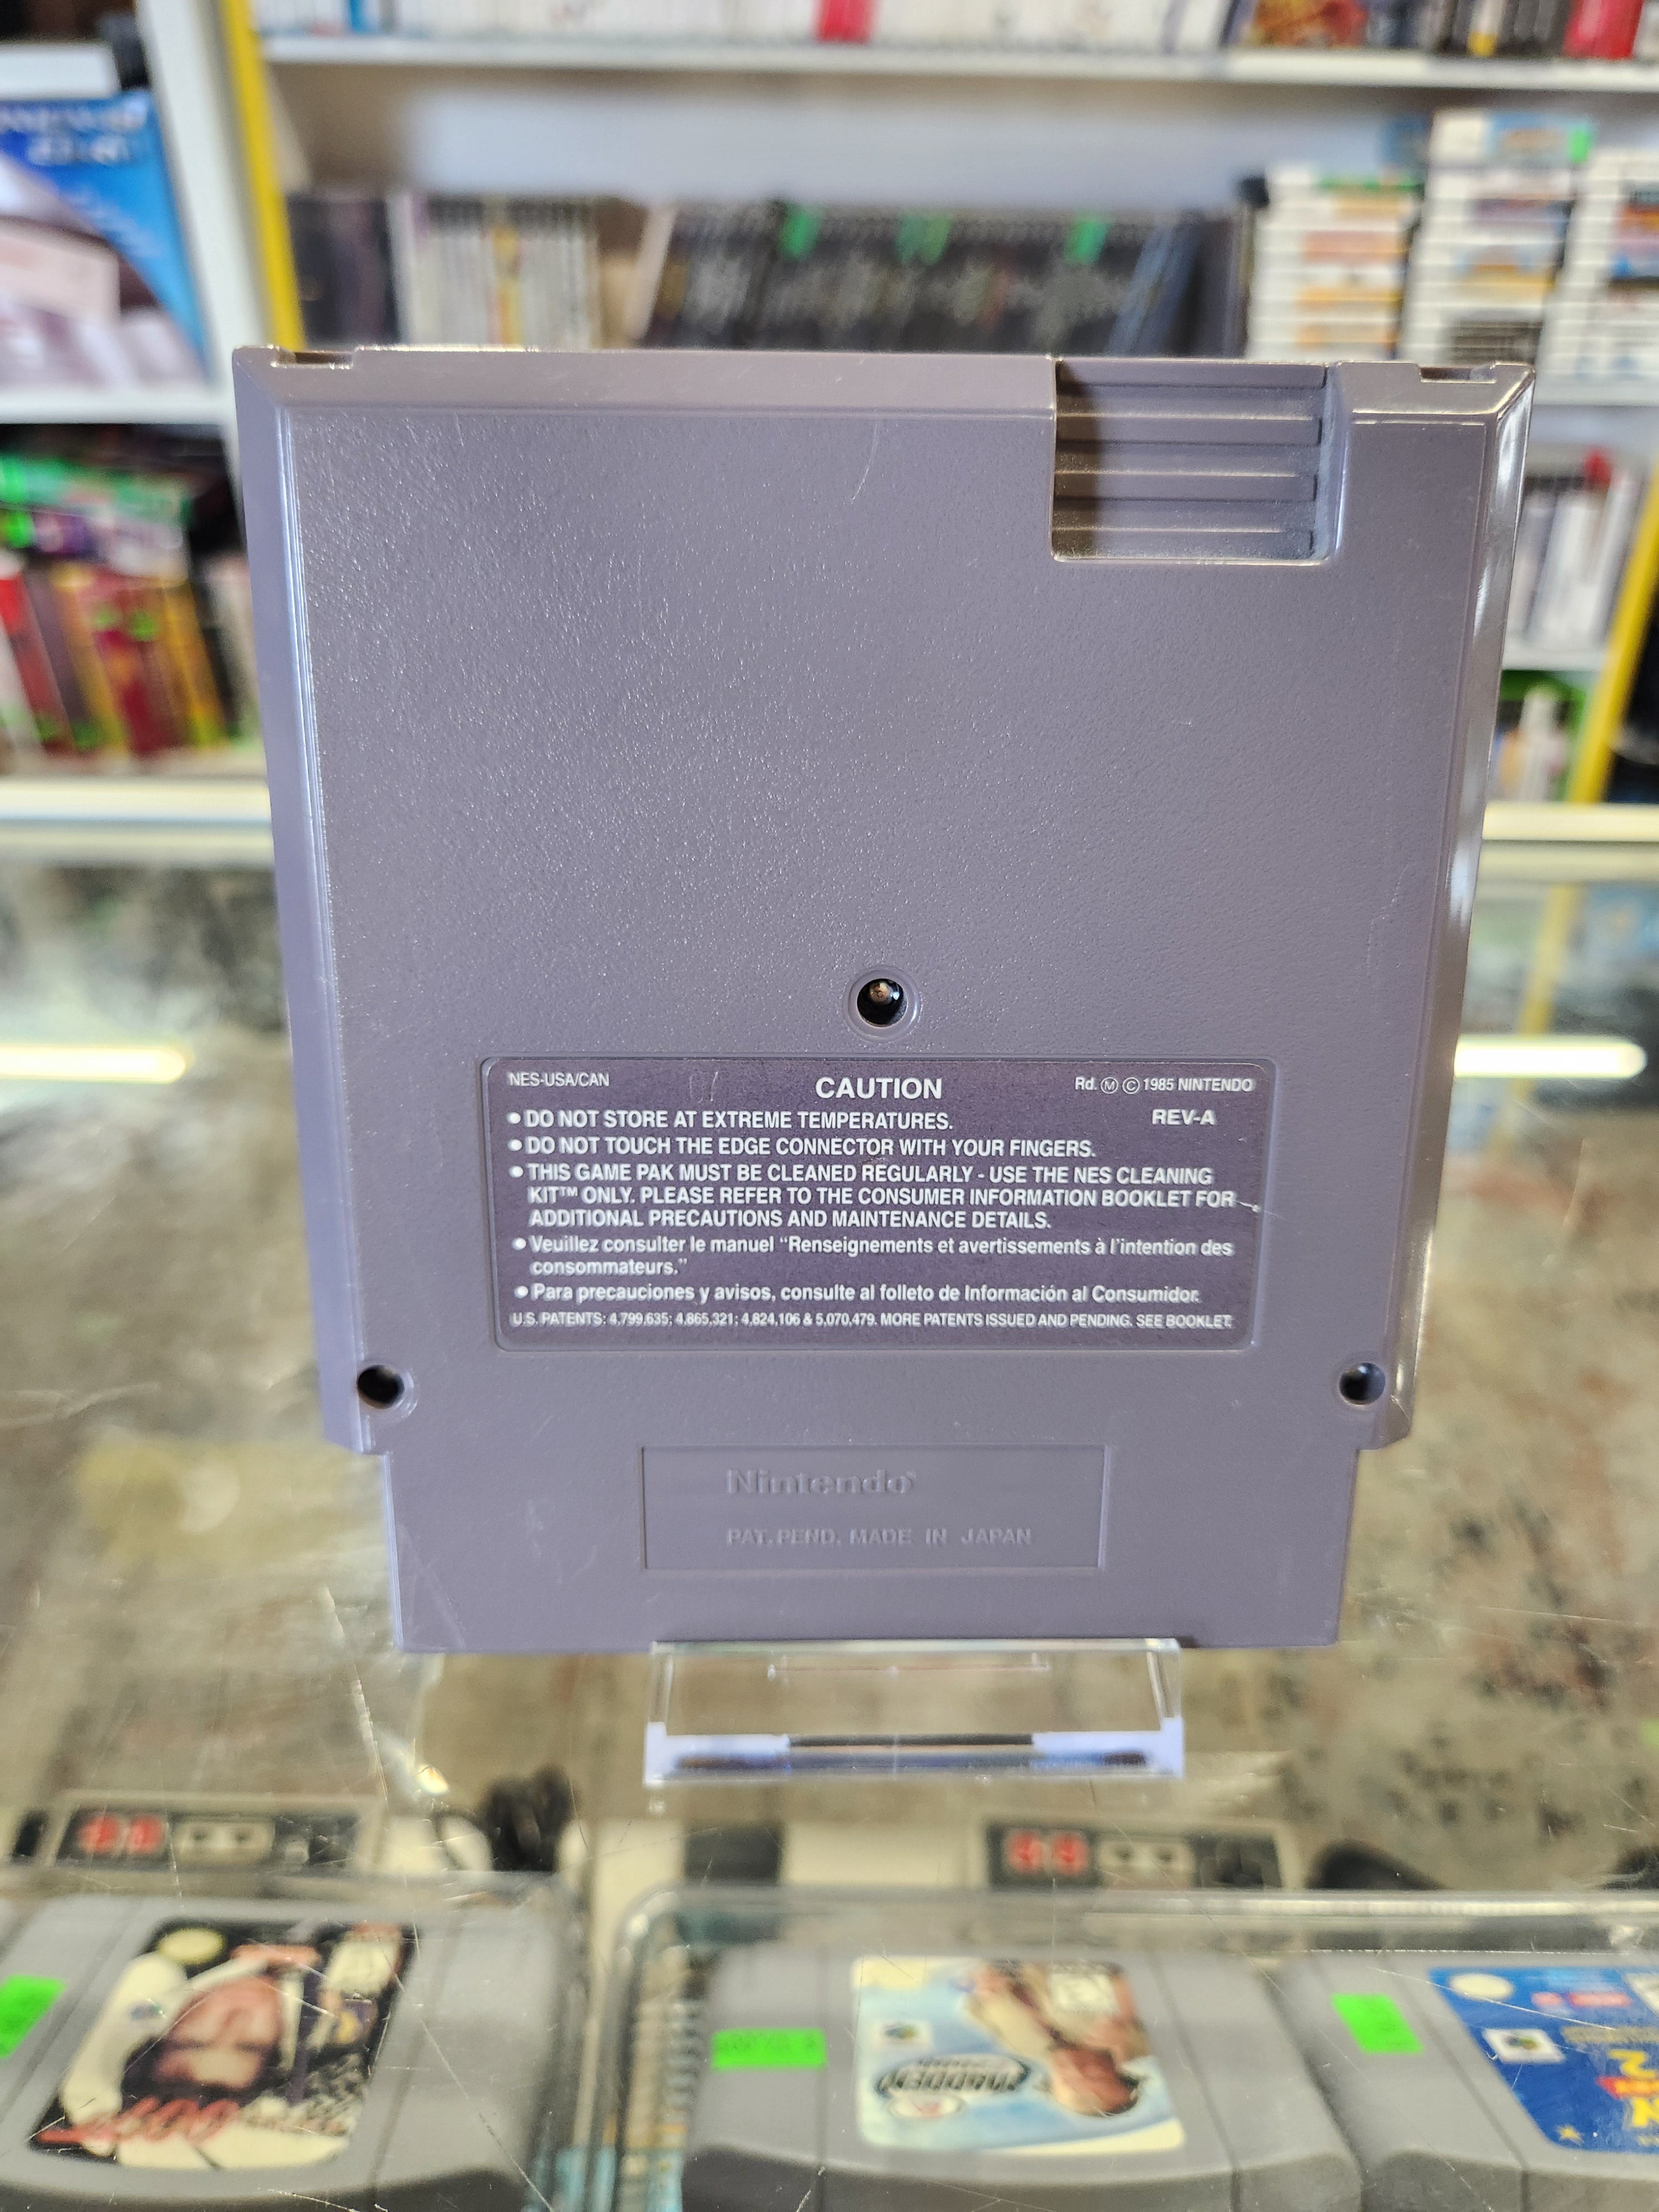 NES-USA/CAN CAUTION Rd. Ⓜ © 1985 NINTENDO
• DO NOT STORE AT EXTREME TEMPERATURES. REV-A
• DO NOT TOUCH THE EDGE CONNECTOR WITH YOUR FINGERS.
• THIS GAME PAK MUST BE CLEANED REGULARLY - USE THE NES CLEANING
KIT™ ONLY. PLEASE REFER TO THE CONSUMER INFORMATION BOOKLET FOR
ADDITIONAL PRECAUTIONS AND MAINTENANCE DETAILS.
• Veuillez consulter le manuel “Renseignements et avertissements à l'intention des
consommateurs.”
• Para precauciones y avisos, consulte al folleto de Información al Consumidor.
U.S. PATENTS: 4,799,635; 4,865,321; 4,824,106 & 5,070,479. MORE PATENTS ISSUED AND PENDING. SEE BOOKLET.
Nintendo®
PAT. PEND. MADE IN JAPAN
MADDEN